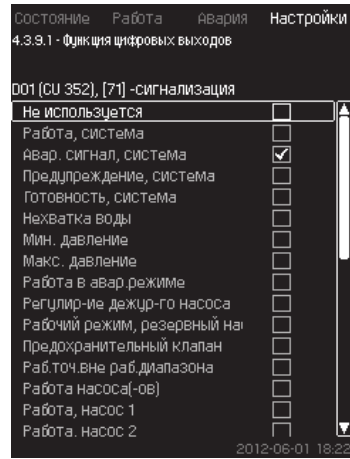 Состояние Работа Авария Настройки
4.3.9.1 - Функция цифровых выходов
DO1 (CU 352), [71] -сигнализация
Не используется
Работа, система
Авар. сигнал, система
Предупреждение, система
Готовность, система
Нехватка воды
Мин. давление
Макс. давление
Работа в авар.режиме
Регулир-ие дежур-го насоса
Рабочий режим, резервный
Предохранительный клапан
Раб.точ.вне раб.диапазона
Работа насоса(-ов)
Работа, насос 1
Работа. насос 2
2012-06-01 18:22